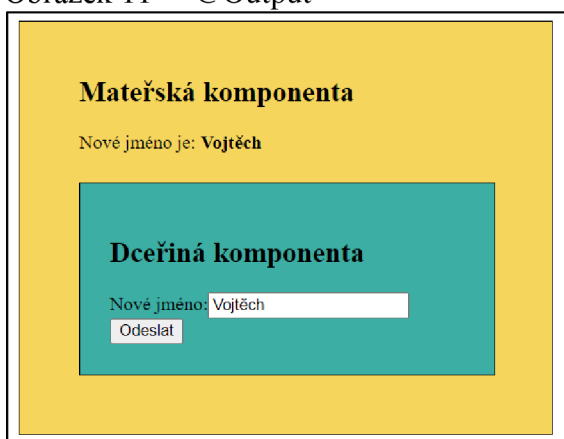 Mateřská komponenta
Nové jméno je: Vojtěch
Dceřiná komponenta
Nové jméno: Vojtěch
Odeslat